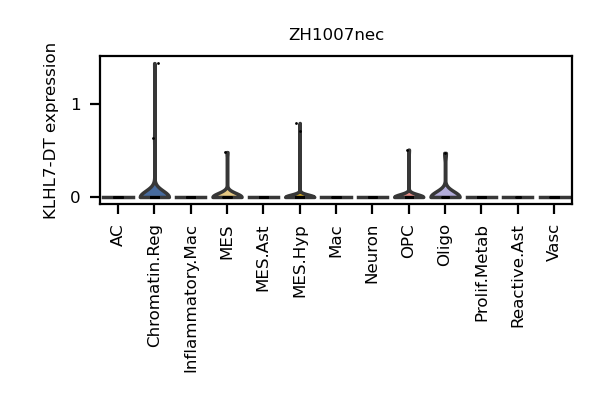 ZH1007nec
KLHL7-DT expression
1
0
AC
Chromatin.Reg
Inflammatory.Mac
MES
MES.Ast
MES.Hyp
Mac
Neuron
OPC
Oligo
Prolif.Metab
Reactive.Ast
Vasc